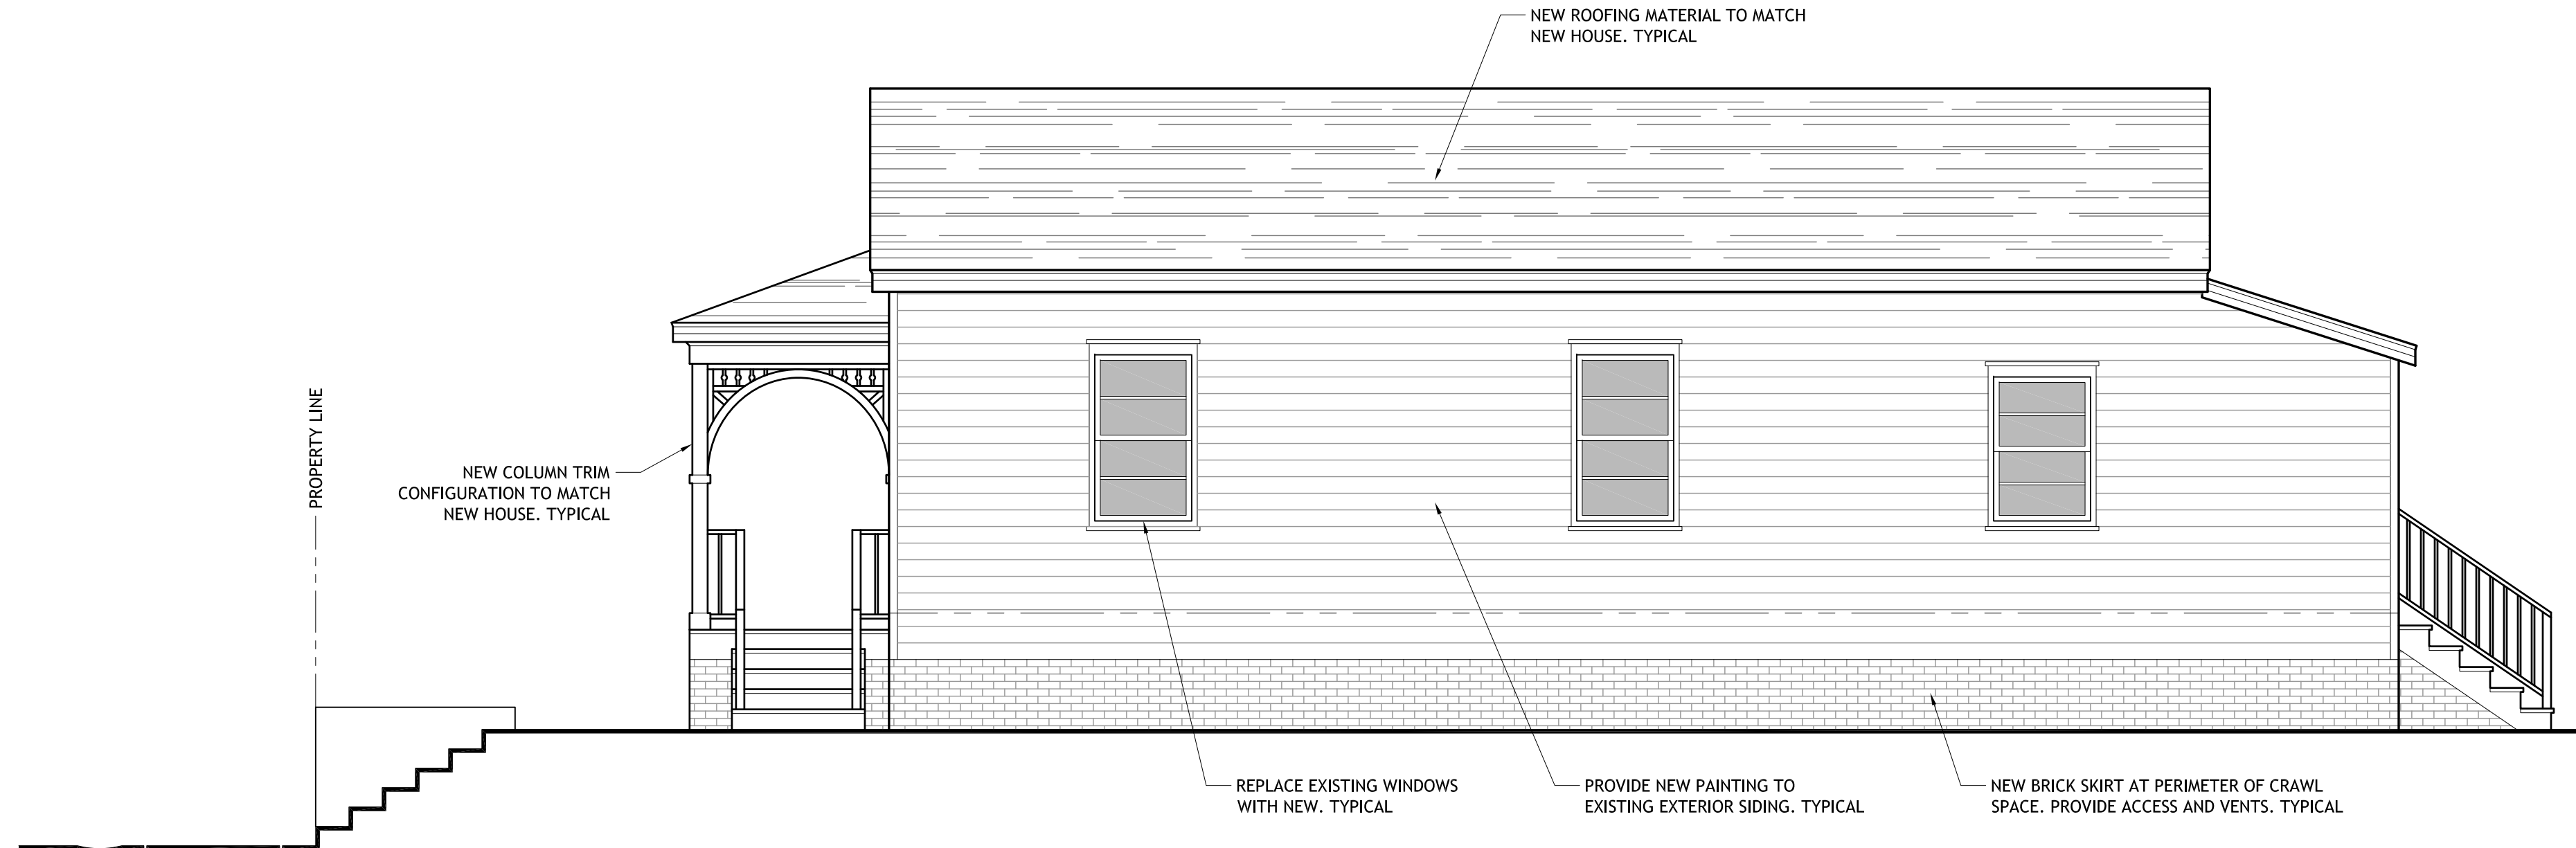 NEW ROOFING MATERIAL TO MATCH
NEW HOUSE. TYPICAL
PROPERTY LINE
NEW COLUMN TRIM
CONFIGURATION TO MATCH
NEW HOUSE. TYPICAL
REPLACE EXISTING WINDOWS
WITH NEW. TYPICAL
PROVIDE NEW PAINTING TO
EXISTING EXTERIOR SIDING. TYPICAL
NEW BRICK SKIRT AT PERIMETER OF CRAWL
SPACE. PROVIDE ACCESS AND VENTS. TYPICAL